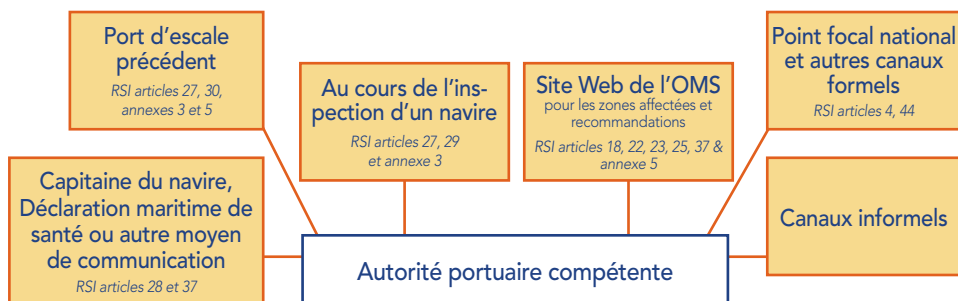 Port d’escale
précédent
RSI articles 27, 30,
annexes 3 et 5
Au cours de l’ins-
pection d’un navire
RSI articles 27, 29
et annexe 3
Site Web de l’OMS
pour les zones affectées et
recommandations
RSI articles 18, 22, 23, 25, 37 &
annexe 5
Point focal national
et autres canaux
formels
RSI articles 4, 44
Capitaine du navire,
Déclaration maritime de
santé ou autre moyen
de communication
RSI articles 28 et 37
Autorité portuaire compétente
Canaux informels